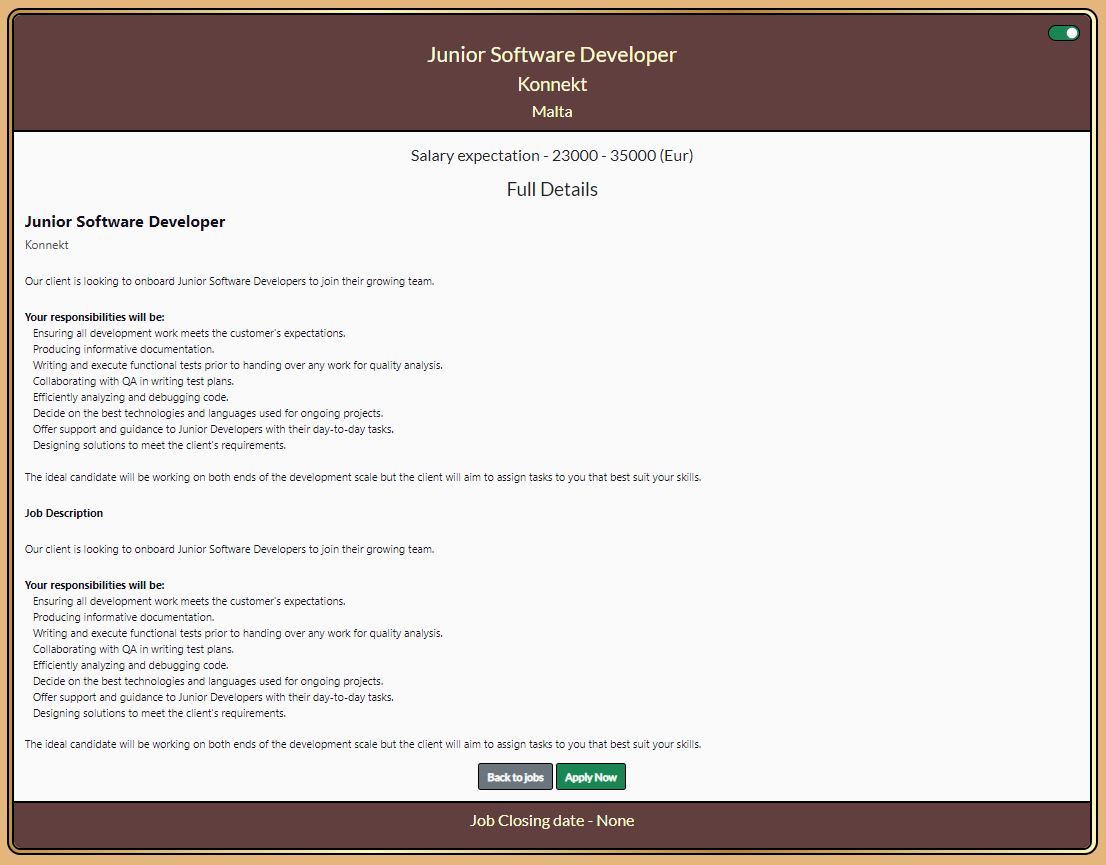 Junior Software Developer
Konnekt
Malta
Salary expectation - 23000 - 35000 (Eur)
Full Details
Junior Software Developer
Konnekt
Our client is looking to onboard Junior Software Developers to join their growing team.
Your responsibilities will be:
Ensuring all development work meets the customer's expectations.
Producing informative documentation.
Writing and execute functional tests prior to handing over any work for quality analysis.
Collaborating with QA in writing test plans.
Efficiently analyzing and debugging code.
Decide on the best technologies and languages used for ongoing projects.
Offer support and guidance to Junior Developers with their day-to-day tasks.
Designing solutions to meet the client's requirements.
The ideal candidate will be working on both ends of the development scale but the client will aim to assign tasks to you that best suit your skills.
Job Description
Our client is looking to onboard Junior Software Developers to join their growing team.
Your responsibilities will be:
Ensuring all development work meets the customer's expectations.
Producing informative documentation.
Writing and execute functional tests prior to handing over any work for quality analysis.
Collaborating with QA in writing test plans.
Efficiently analyzing and debugging code.
Decide on the best technologies and languages used for ongoing projects.
Offer support and guidance to Junior Developers with their day-to-day tasks.
Designing solutions to meet the client's requirements.
The ideal candidate will be working on both ends of the development scale but the client will aim to assign tasks to you that best suit your skills.
Back to jobs Apply Now
Job Closing date - None